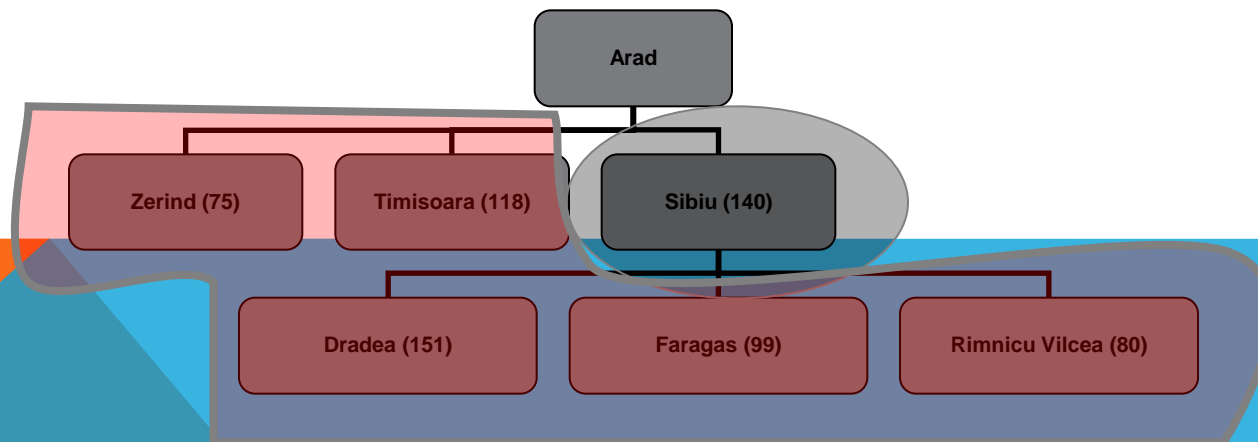 Arad
Zerind (75)
Timisoara (118)
Sibiu (140)
Dradea (151)
Faragas (99)
Rimnicu Vilcea (80)